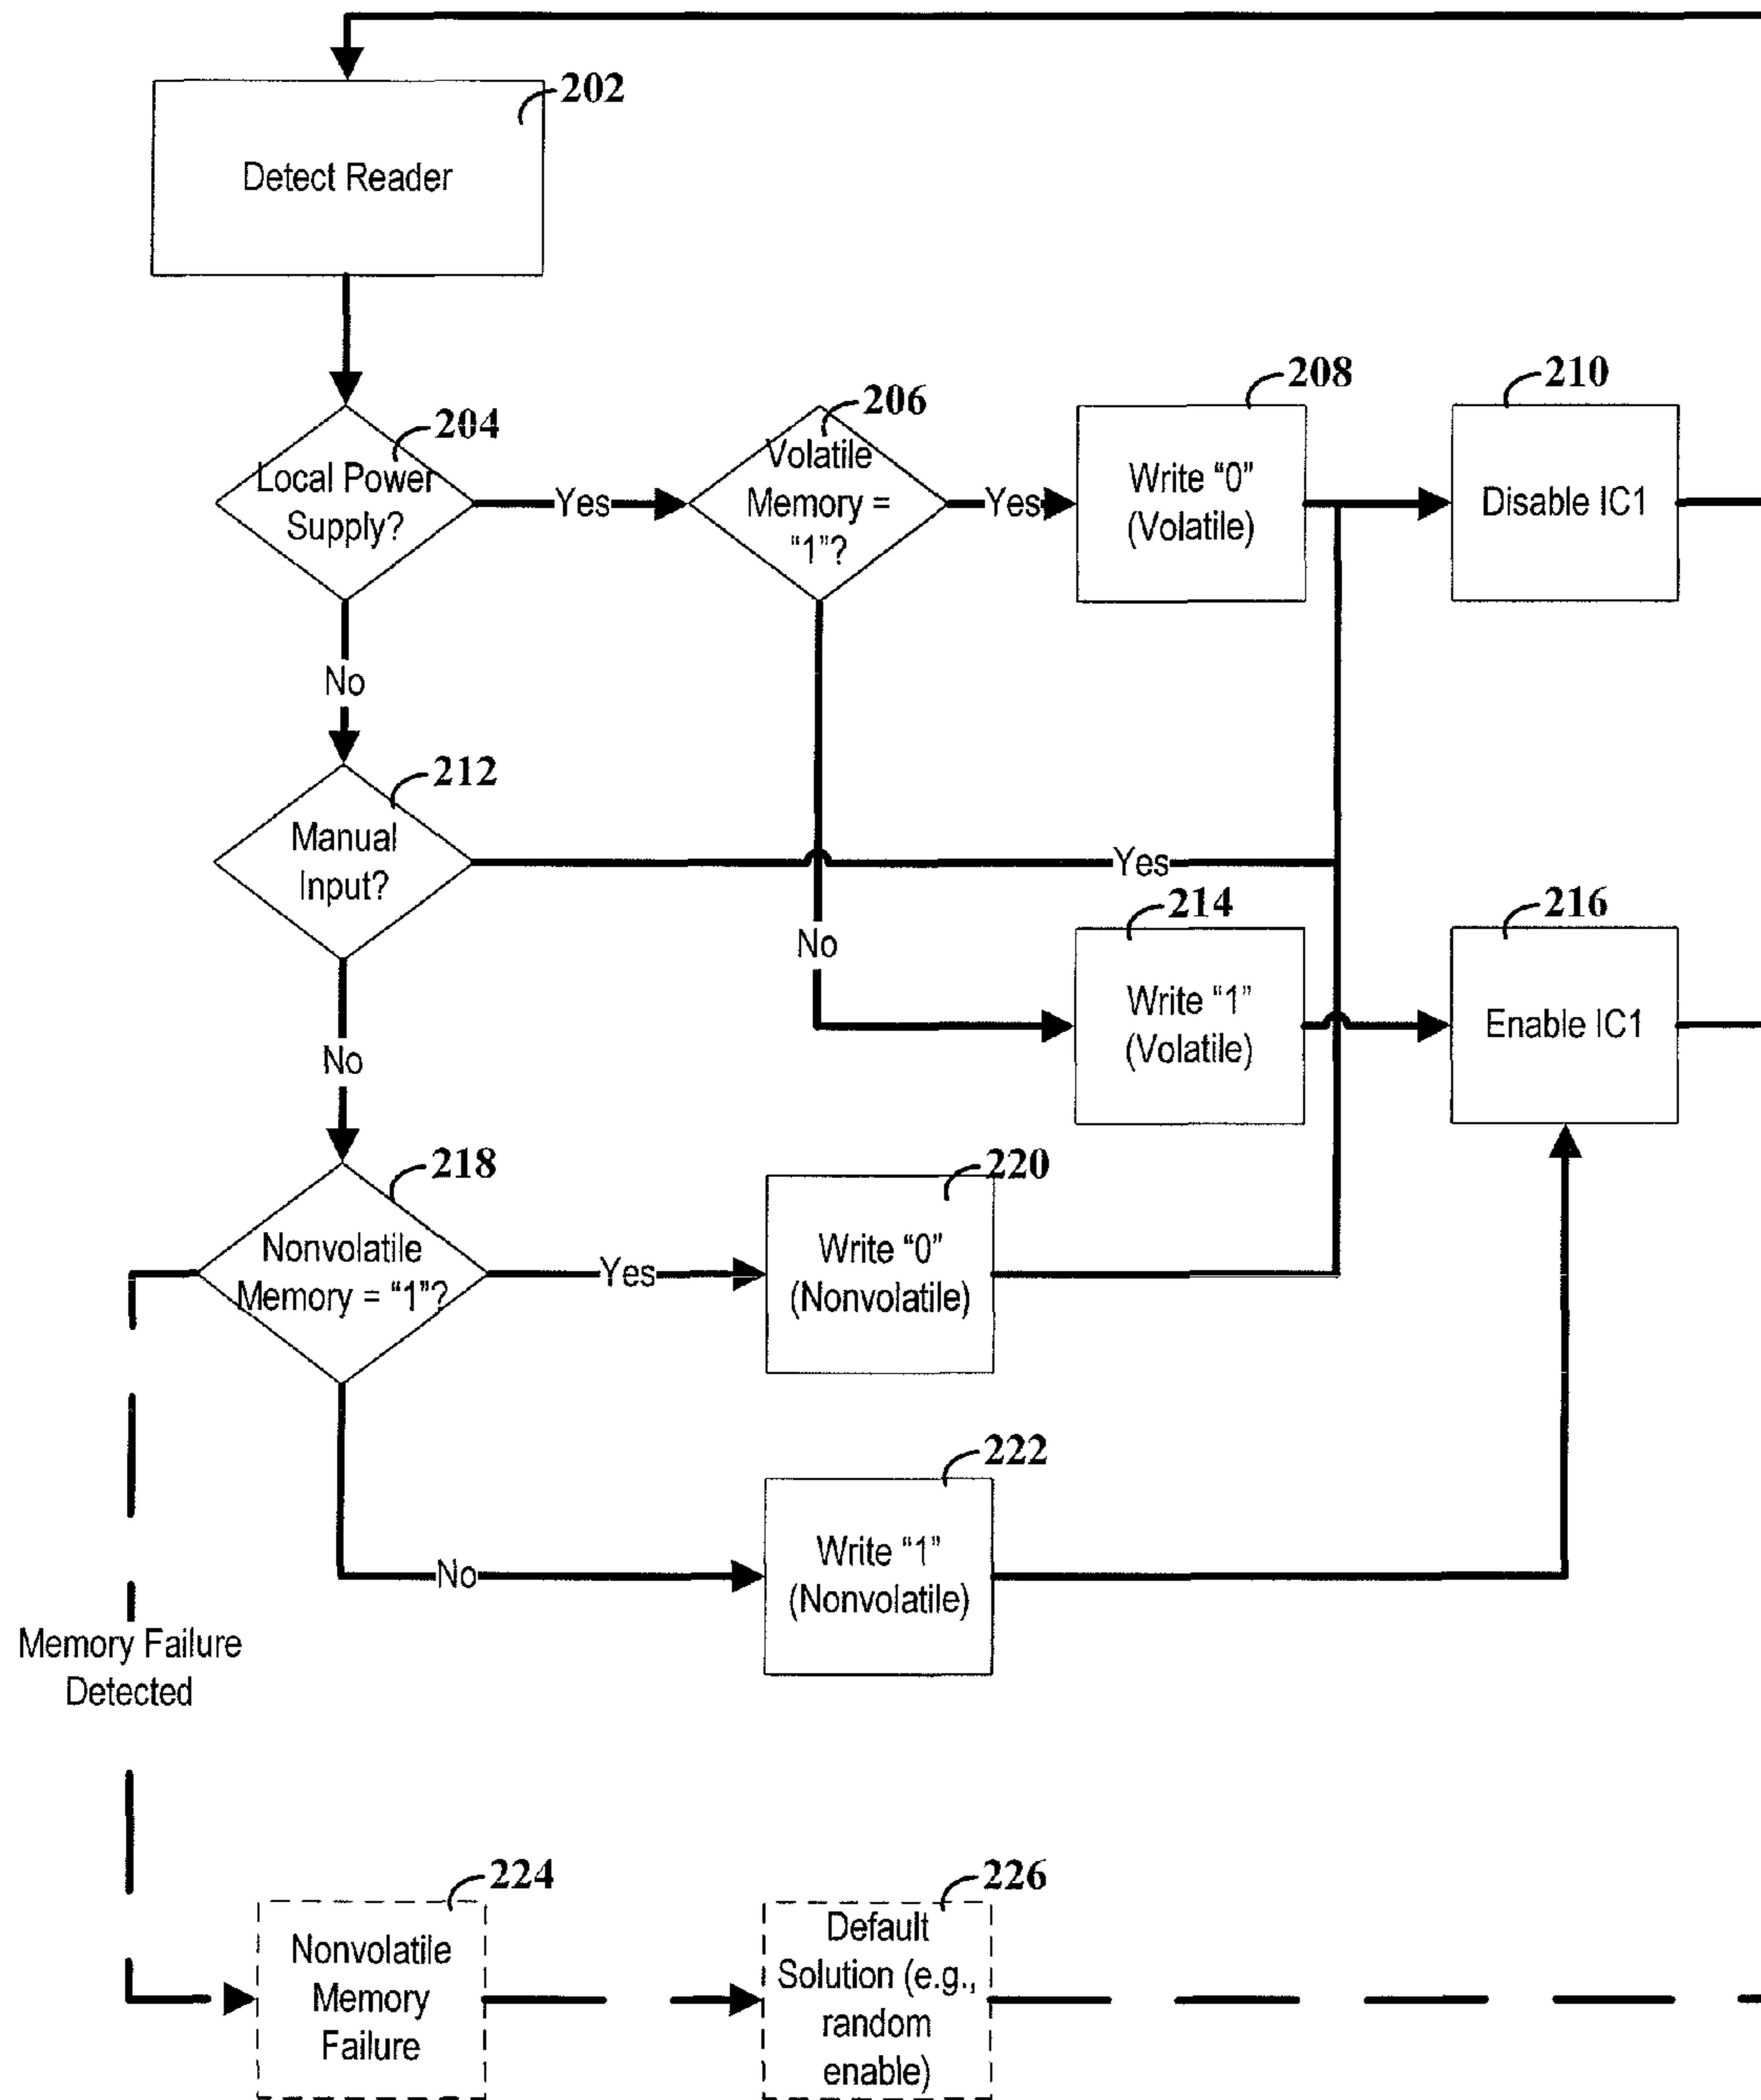 202
Detect Reader
204
Local Power
Supply?
Yes
206
Volatile
Memory =
“1”?
Yes
208
Write “0”
(Volatile)
210
Disable IC1
No
212
Manual
Input?
Yes
No
214
Write “1”
(Volatile)
216
Enable IC1
No
218
Nonvolatile
Memory = “1”?
Yes
220
Write “0”
(Nonvolatile)
222
No
Write “1”
(Nonvolatile)
Memory Failure
Detected
224
Nonvolatile
Memory
Failure
226
Default
Solution (e.g.,
random
enable)